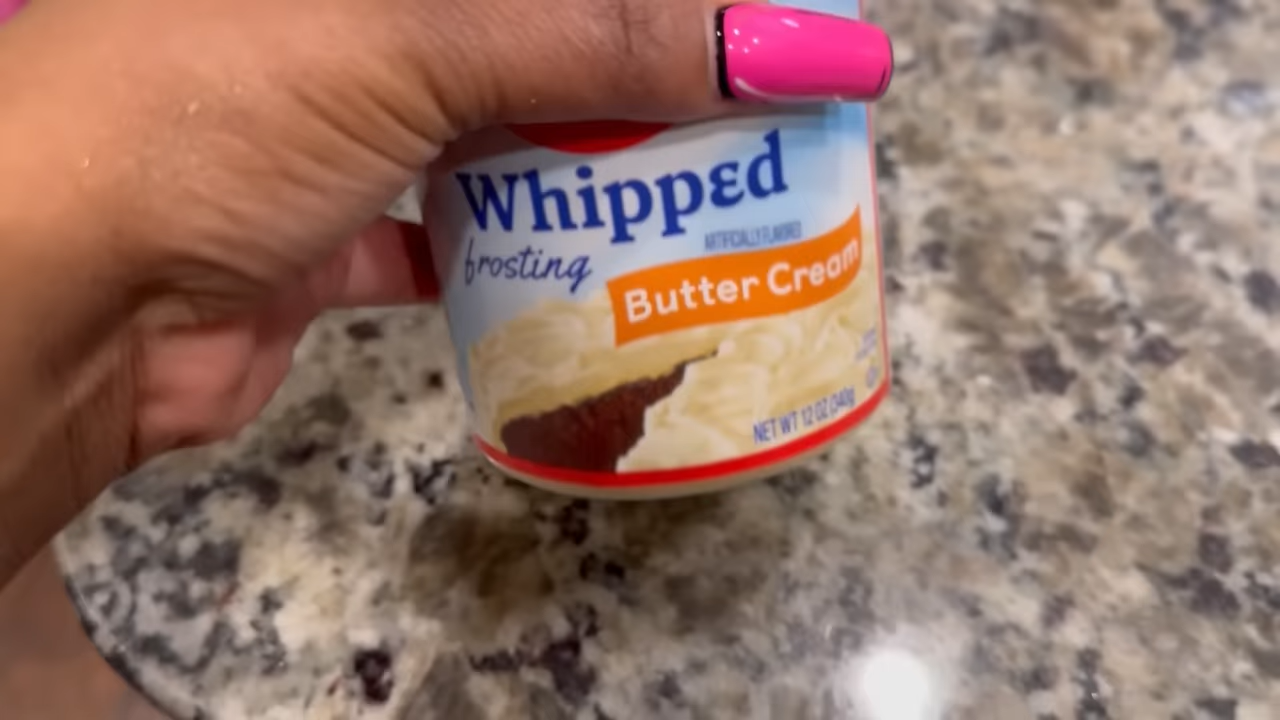 Whipped
frosting
ARTIFICIALLY FLAVORED
Butter Cream
NET WT 12 OZ (340g)